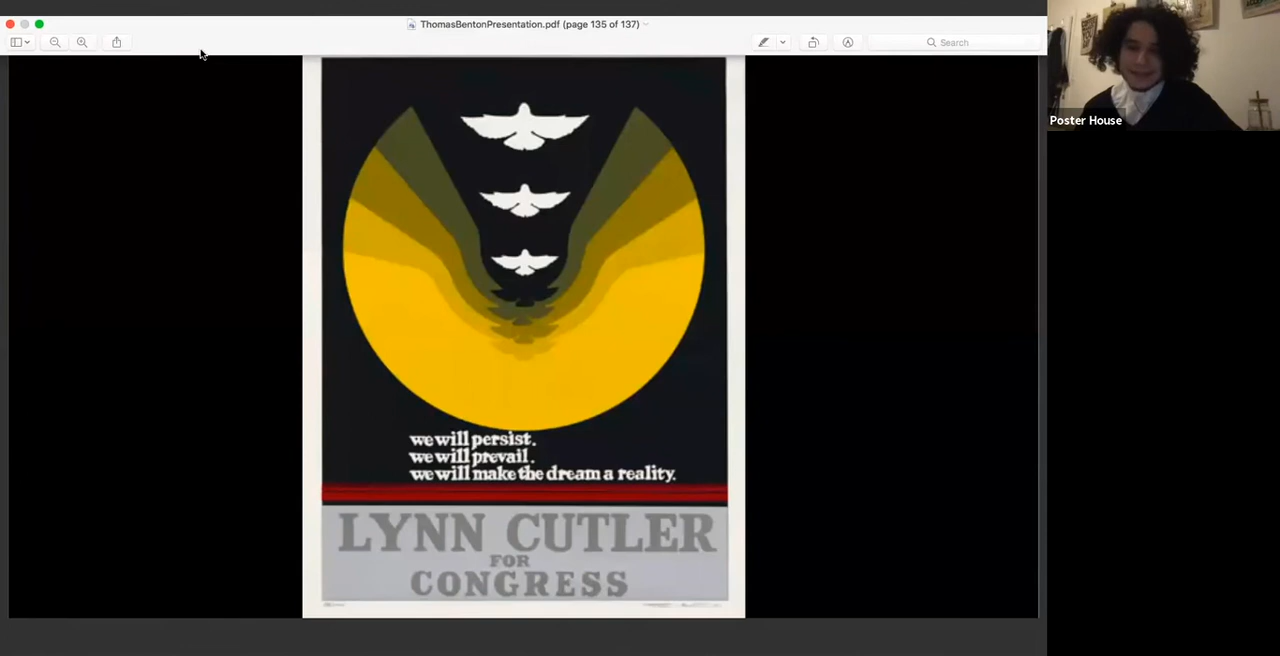 ThomasBentonPresentation.pdf (page 135 of 137)
Search
Poster House
we will persist.
we will prevail.
we will make the dream a reality.
LYNN CUTLER
FOR
CONGRESS